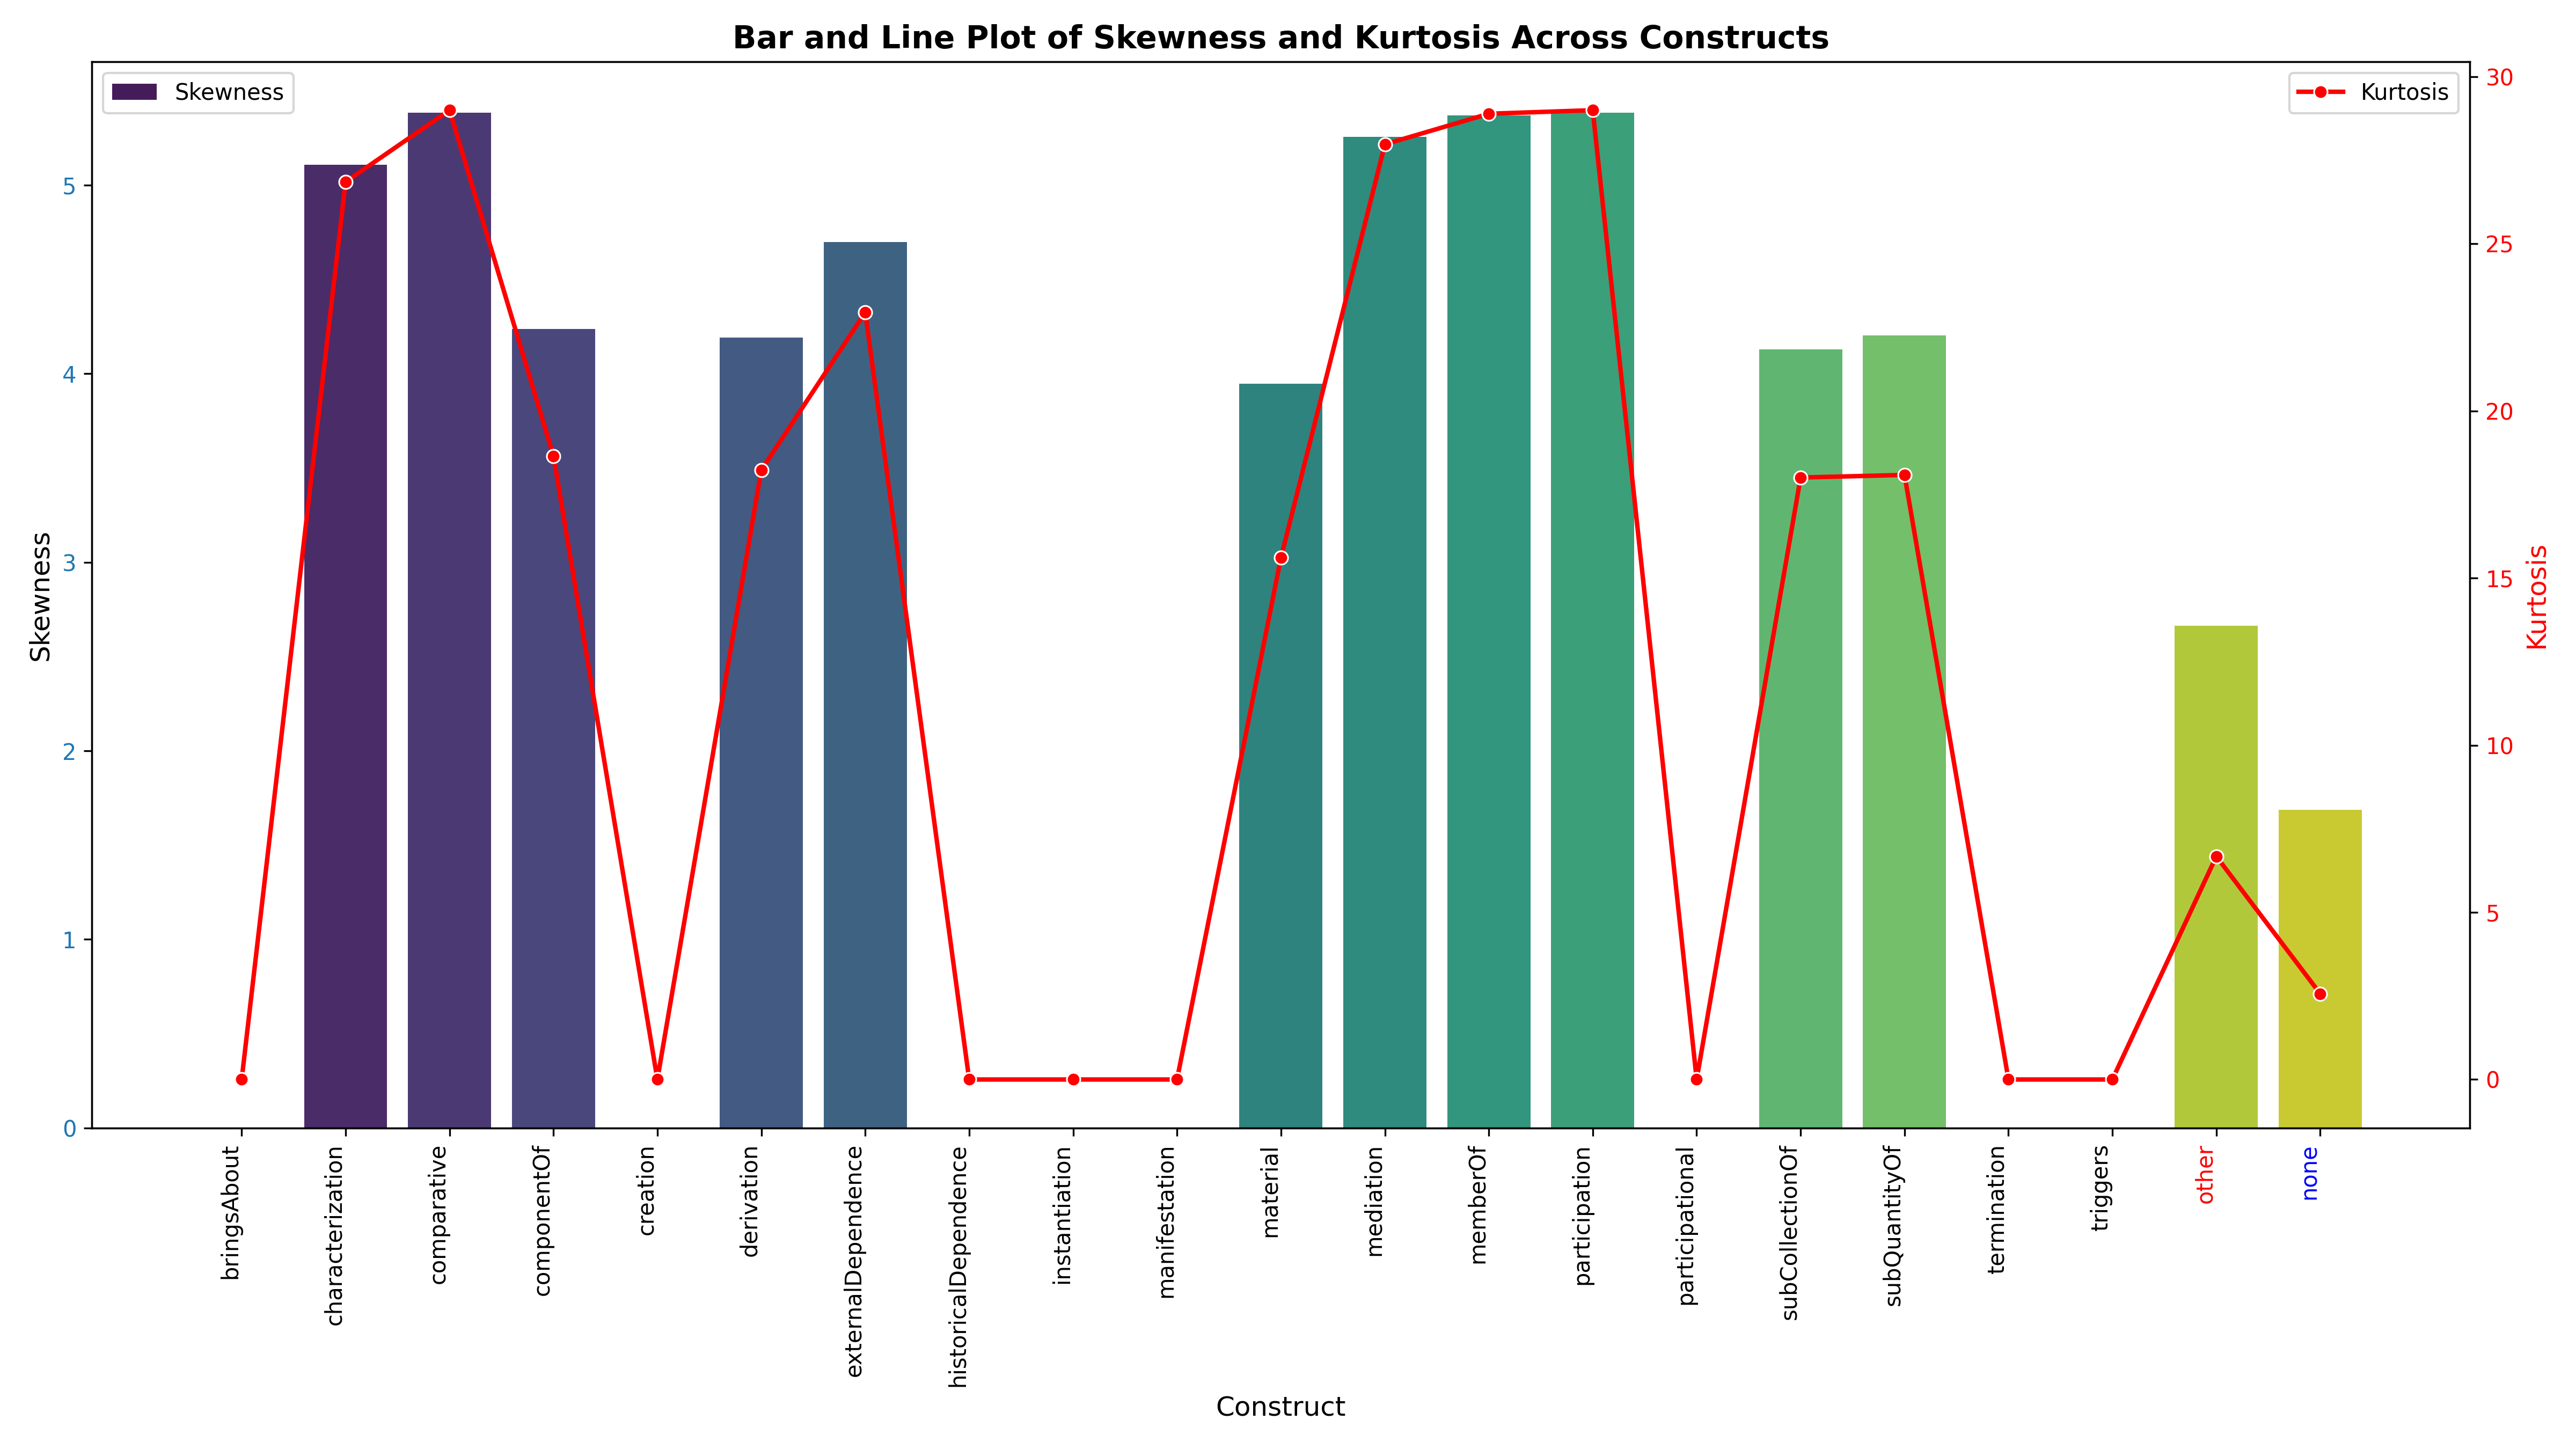 Bar and Line Plot of Skewness and Kurtosis Across Constructs
Skewness
Kurtosis
5
4
3
2
1
0
Skewness
30
25
20
15
10
5
0
Kurtosis
bringsAbout
characterization
comparative
componentOf
creation
derivation
externalDependence
historicalDependence
instantiation
manifestation
material
mediation
memberOf
participation
participational
subCollectionOf
subQuantityOf
termination
triggers
other
none
Construct